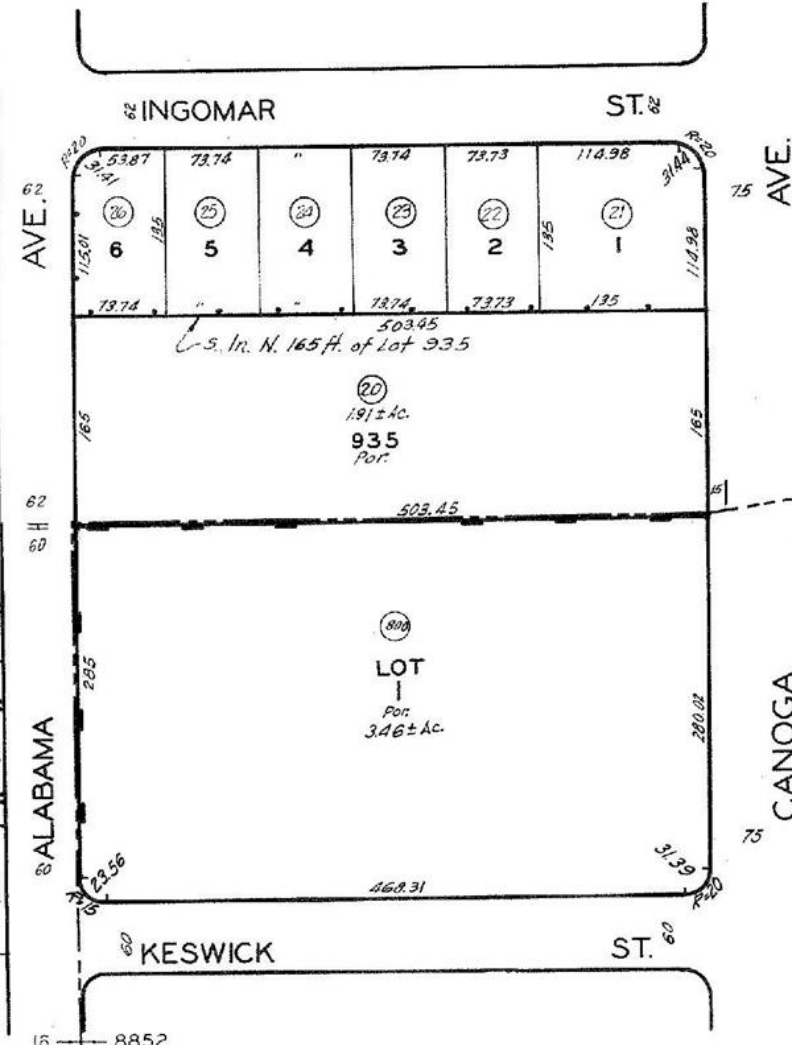 62 INGOMAR ST. 62
R=20 53.87 73.74 " 73.74 73.73 114.98 R=20
31.41 31.44
62 75
AVE. AVE.
26 25 24 23 22 21
6 5 4 3 2 1
115.01 135 135 114.98
73.74 " " 73.74 73.73 135
503.45
S. ln. N. 165 ft. of Lot 935
20
1.91 ± Ac.
935
Por.
165 165
15
62 503.45
60
800
LOT
1
Por.
3.46 ± Ac.
285 280.02
ALABAMA CANOGA
60 75
23.56 31.39
R=15 468.31 R=20
60 KESWICK ST. 60
8852